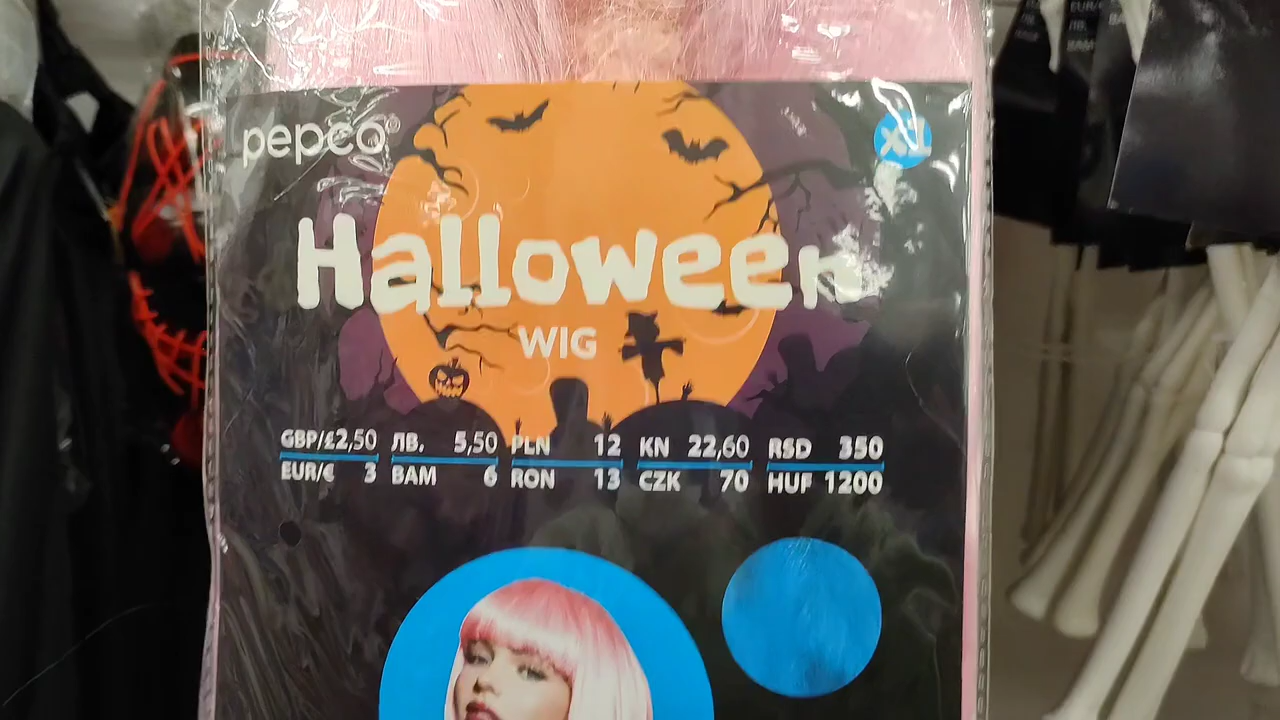 pepco®
XL
Halloween
WIG
GBP/£2,50 ЛВ. 5,50 PLN 12 KN 22,60 RSD 350
EUR/€ 3 BAM 6 RON 13 CZK 70 HUF 1200